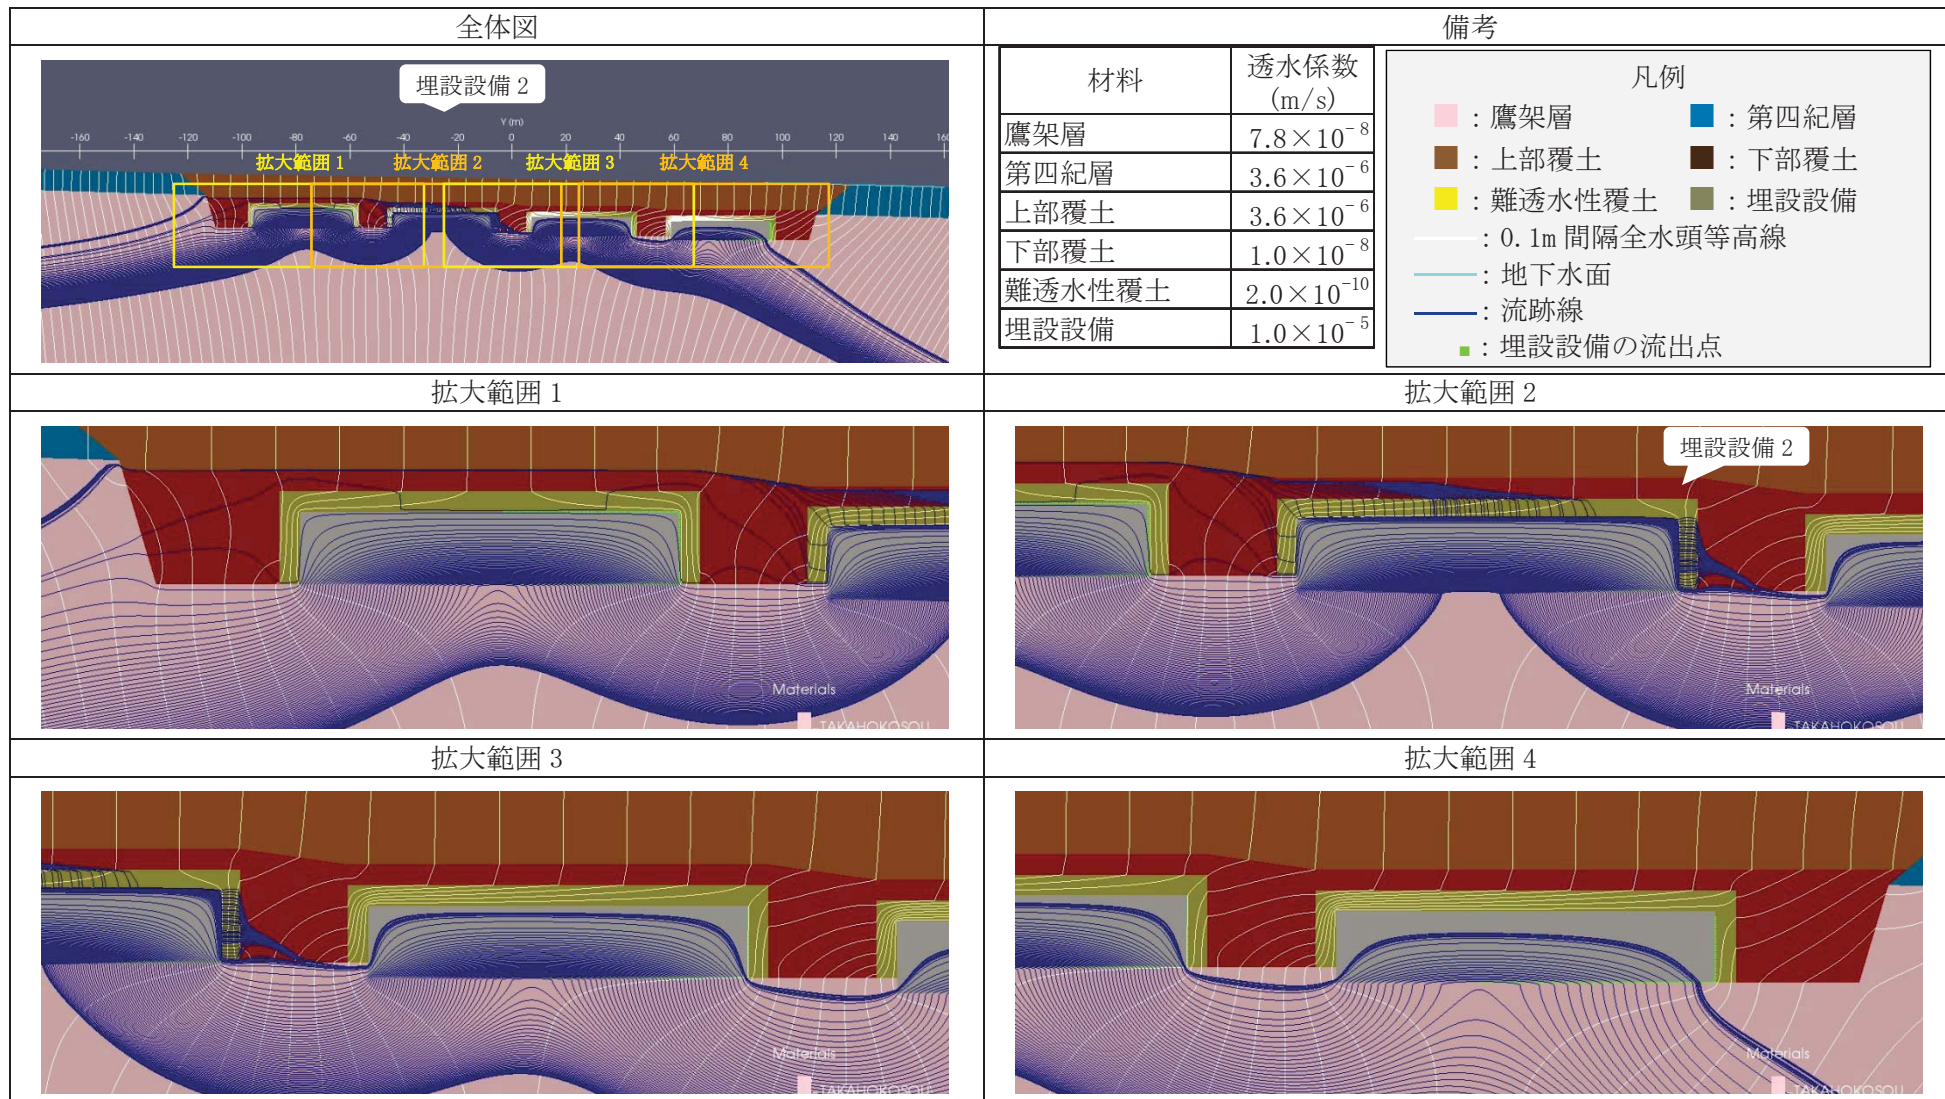 全体図
備考
埋設設備 2
Y (m)
-160 -140 -120 -100 -80 -60 -40 -20 0 20 40 60 80 100 120 140 160
拡大範囲 1 拡大範囲 2 拡大範囲 3 拡大範囲 4
材料 透水係数
(m/s)
鷹架層 7.8×10⁻⁸
第四紀層 3.6×10⁻⁶
上部覆土 3.6×10⁻⁶
下部覆土 1.0×10⁻⁸
難透水性覆土 2.0×10⁻¹⁰
埋設設備 1.0×10⁻⁵
凡例
：鷹架層 ：第四紀層
：上部覆土 ：下部覆土
：難透水性覆土 ：埋設設備
：0.1m 間隔全水頭等高線
：地下水面
：流跡線
：埋設設備の流出点
拡大範囲 1
拡大範囲 2
Materials
TAKAHOKOSOU
埋設設備 2
Materials
TAKAHOKOSOU
拡大範囲 3
拡大範囲 4
Materials
TAKAHOKOSOU
Materials
TAKAHOKOSOU